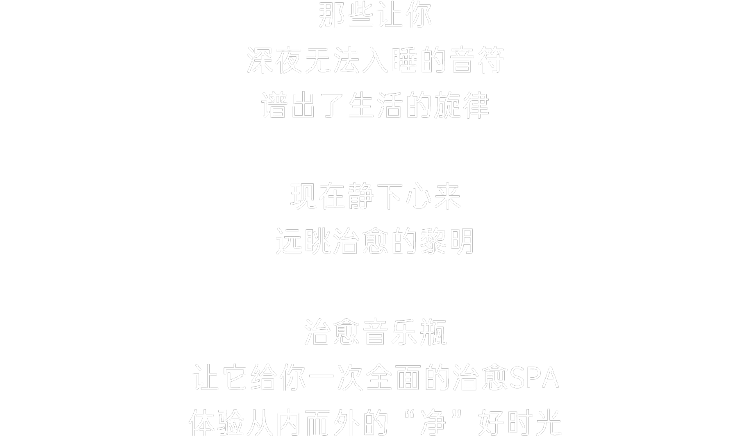 那些让你
深夜无法入睡的音符
谱出了生活的旋律
现在静下心来
远眺治愈的黎明
治愈音乐瓶
让它给你一次全面的治愈SPA
体验从内而外的“净”好时光